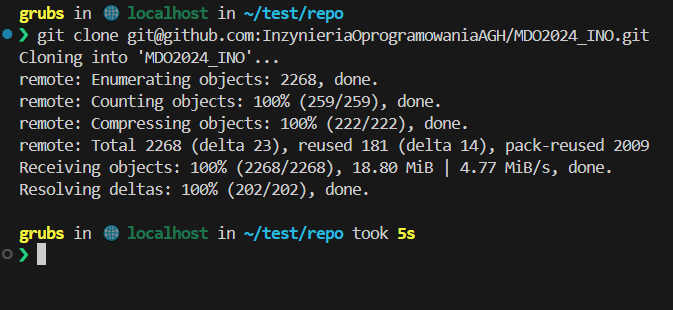 grubs in 🌐 localhost in ~/test/repo
❯ git clone git@github.com:InzynieriaOprogramowaniaAGH/MDO2024_INO.git
Cloning into 'MDO2024_INO'...
remote: Enumerating objects: 2268, done.
remote: Counting objects: 100% (259/259), done.
remote: Compressing objects: 100% (222/222), done.
remote: Total 2268 (delta 23), reused 181 (delta 14), pack-reused 2009
Receiving objects: 100% (2268/2268), 18.80 MiB | 4.77 MiB/s, done.
Resolving deltas: 100% (202/202), done.
grubs in 🌐 localhost in ~/test/repo took 5s
❯